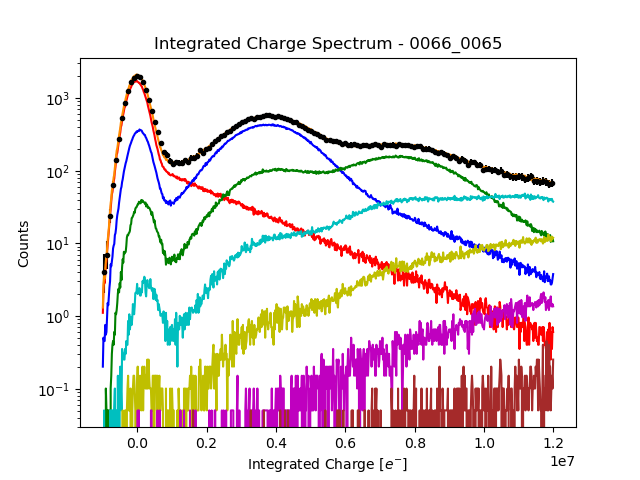 Integrated Charge Spectrum - 0066_0065
Counts
10³
10²
10¹
10⁰
10⁻¹
0.0 0.2 0.4 0.6 0.8 1.0 1.2
1e7
Integrated Charge [e⁻]